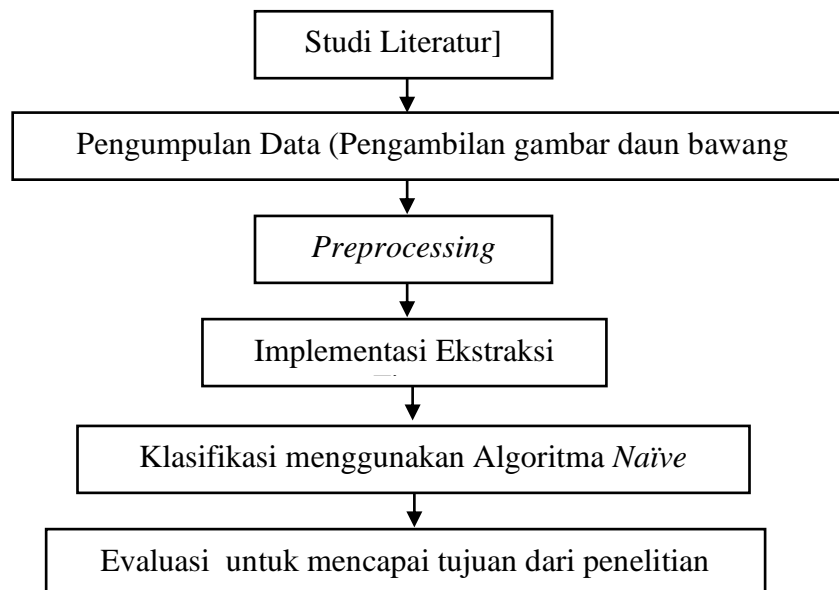 Studi Literatur]
Pengumpulan Data (Pengambilan gambar daun bawang
Preprocessing
Implementasi Ekstraksi
Klasifikasi menggunakan Algoritma Naïve
Evaluasi  untuk mencapai tujuan dari penelitian